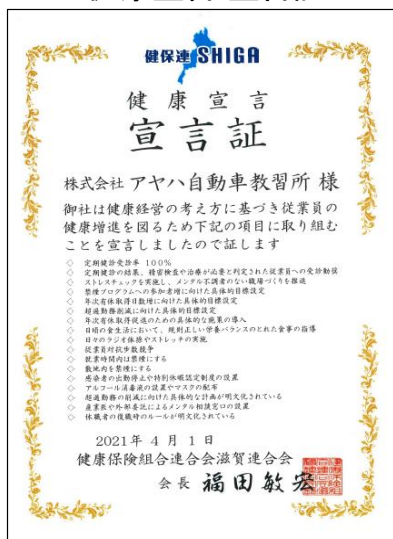 健保連 SHIGA
健康宣言
宣言証
株式会社 アヤハ自動車教習所 様
御社は健康経営の考え方に基づき従業員の
健康増進を図るため下記の項目に取り組む
ことを宣言しましたので証します
◇ 定期健診受診率 100%
◇ 定期健診の結果、精密検査や治療が必要と判定された従業員への受診勧奨
◇ ストレスチェックを実施し、メンタル不調者のない職場づくりを推進
◇ 禁煙プログラムへの参加者増に向けた具体的目標設定
◇ 年次有休取得日数増に向けた具体的目標設定
◇ 超過勤務削減に向けた具体的目標設定
◇ 年次有休取得促進のための具体的な施策の導入
◇ 日頃の食生活において、規則正しい栄養バランスのとれた食事の指導
◇ 日々のラジオ体操やストレッチの実施
◇ 従業員対抗歩数競争
◇ 就業時間内は禁煙にする
◇ 敷地内を禁煙にする
◇ 感染者の出勤停止や特別休暇認定制度の設置
◇ アルコール消毒液の設置やマスクの配布
◇ 超過勤務の削減に向けた具体的な計画が明文化されている
◇ 産業医や外部委託によるメンタル相談窓口の設置
◇ 休職者の復職時のルールが明文化されている
2021年4月1日
健康保険組合連合会滋賀連合会
会長 福田敏宏